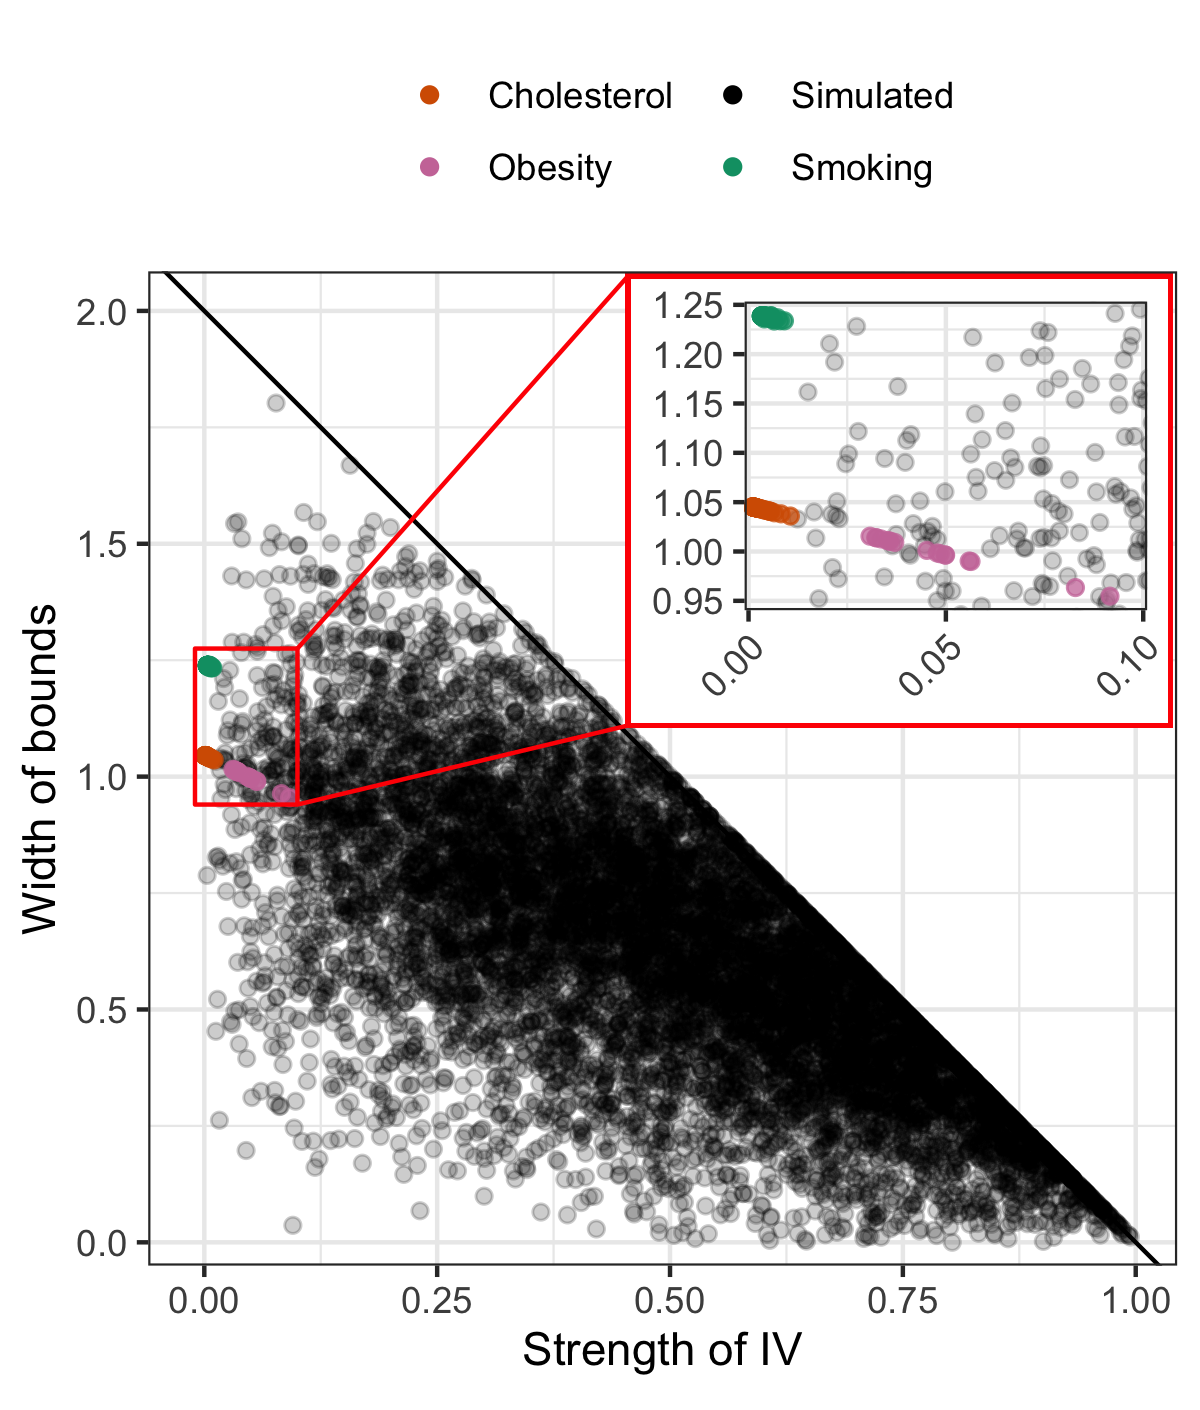 Cholesterol Simulated
Obesity Smoking
2.0
1.5
1.0
0.5
0.0
Width of bounds
1.25
1.20
1.15
1.10
1.05
1.00
0.95
0.00 0.05 0.10
0.00 0.25 0.50 0.75 1.00
Strength of IV